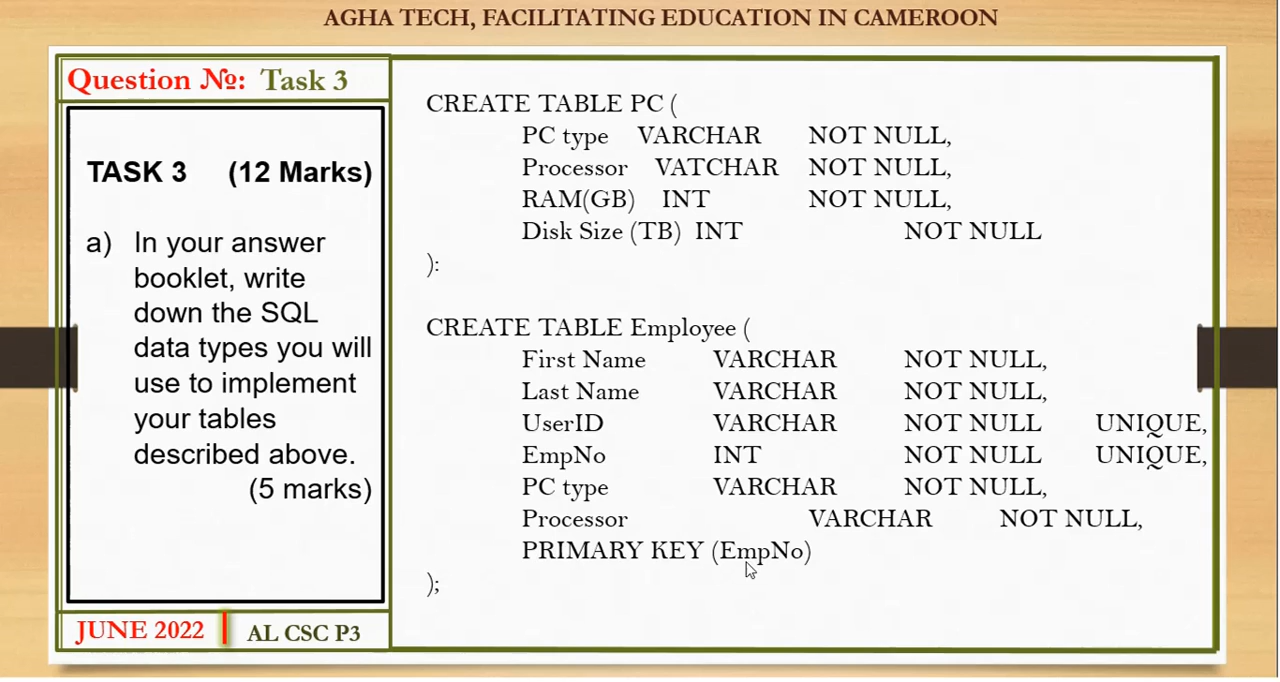 AGHA TECH, FACILITATING EDUCATION IN CAMEROON
Question №: Task 3
TASK 3 (12 Marks)
a) In your answer
booklet, write
down the SQL
data types you will
use to implement
your tables
described above.
(5 marks)
JUNE 2022 AL CSC P3
CREATE TABLE PC (
PC type VARCHAR NOT NULL,
Processor VATCHAR NOT NULL,
RAM(GB) INT NOT NULL,
Disk Size (TB) INT NOT NULL
):
CREATE TABLE Employee (
First Name VARCHAR NOT NULL,
Last Name VARCHAR NOT NULL,
UserID VARCHAR NOT NULL UNIQUE,
EmpNo INT NOT NULL UNIQUE,
PC type VARCHAR NOT NULL,
Processor VARCHAR NOT NULL,
PRIMARY KEY (EmpNo)
);